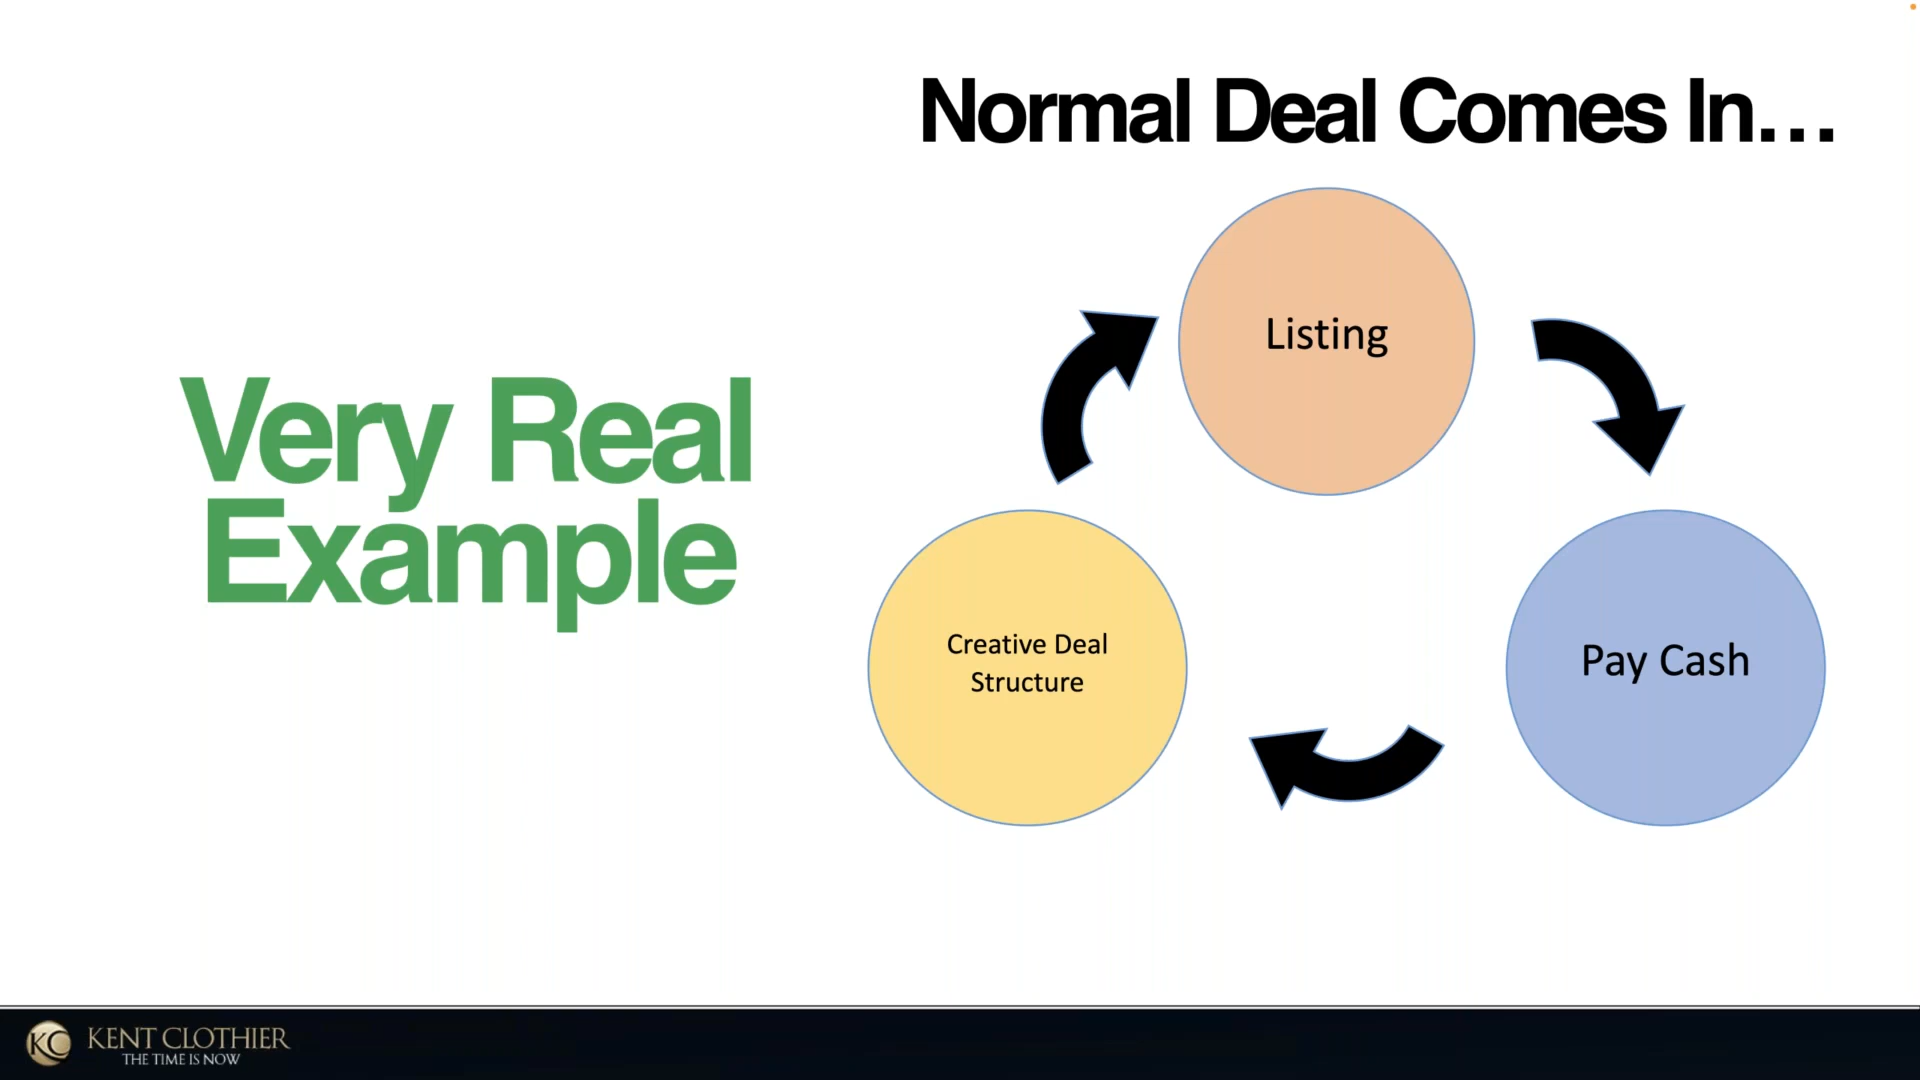 Normal Deal Comes In...
Very Real
Example
Listing
Pay Cash
Creative Deal
Structure
KC
KENT CLOTHIER
THE TIME IS NOW